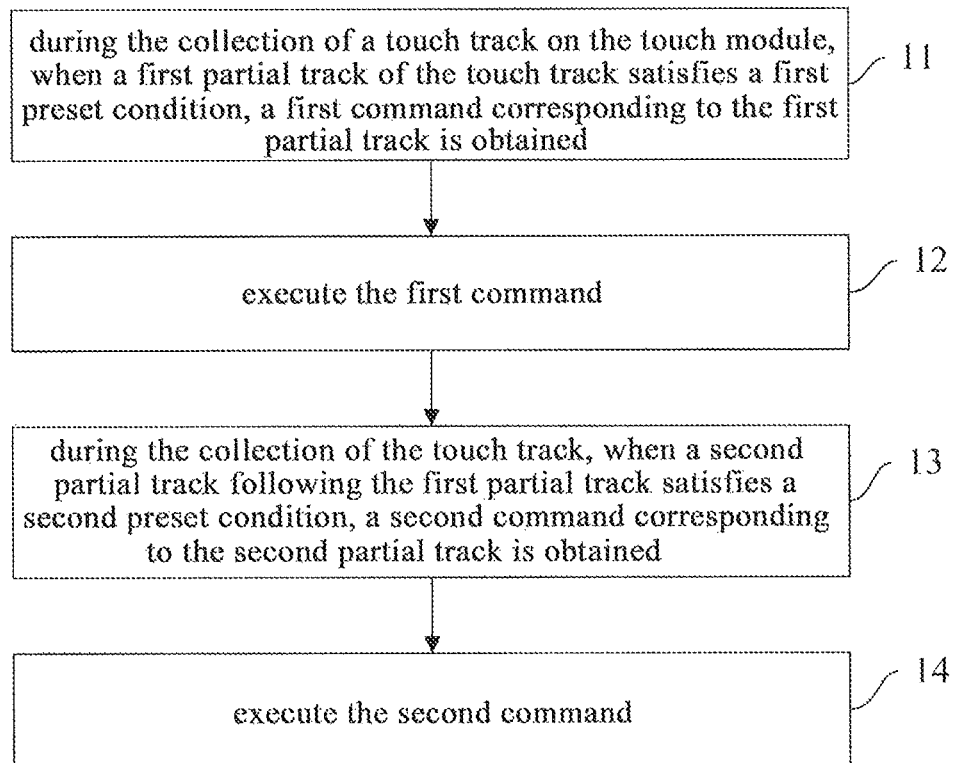 during the collection of a touch track on the touch module,
when a first partial track of the touch track satisfies a first
preset condition, a first command corresponding to the first
partial track is obtained
11
execute the first command
12
during the collection of the touch track, when a second
partial track following the first partial track satisfies a
second preset condition, a second command corresponding
to the second partial track is obtained
13
execute the second command
14